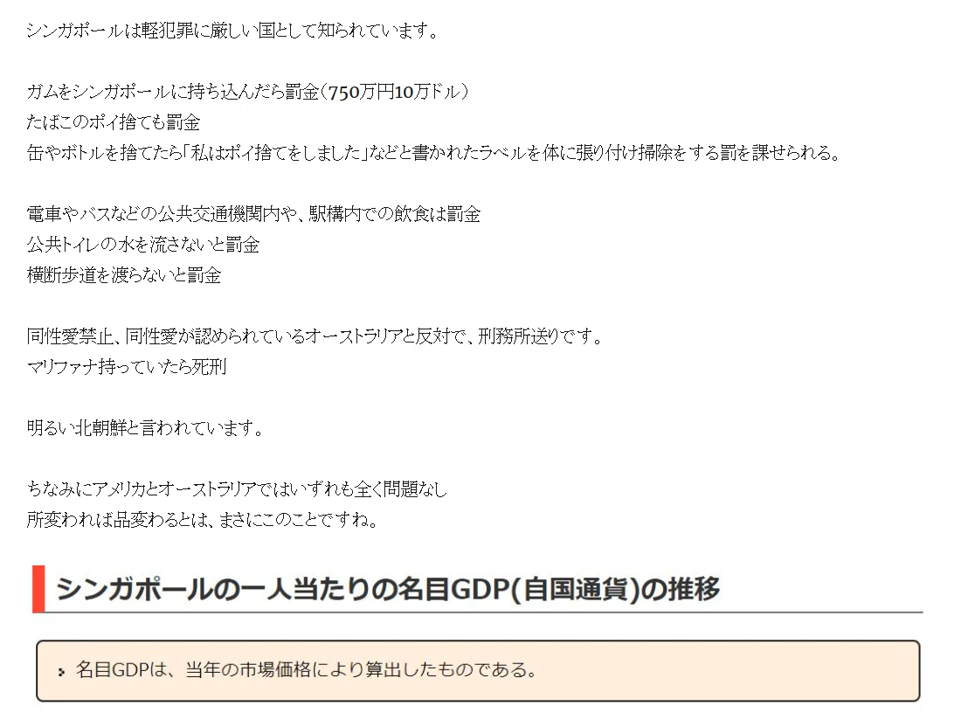 シンガポールは軽犯罪に厳しい国として知られています。
ガムをシンガポールに持ち込んだら罰金（750万円10万ドル）
たばこのポイ捨ても罰金
缶やボトルを捨てたら「私はポイ捨てをしました」などと書かれたラベルを体に張り付け掃除をする罰を課せられる。
電車やバスなどの公共交通機関内や、駅構内での飲食は罰金
公共トイレの水を流さないと罰金
横断歩道を渡らないと罰金
同性愛禁止、同性愛が認められているオーストラリアと反対で、刑務所送りです。
マリファナ持っていたら死刑
明るい北朝鮮と言われています。
ちなみにアメリカとオーストラリアではいずれも全く問題なし
所変われば品変わるとは、まさにこのことですね。
シンガポールの一人当たりの名目GDP(自国通貨)の推移
名目GDPは、当年の市場価格により算出したものである。